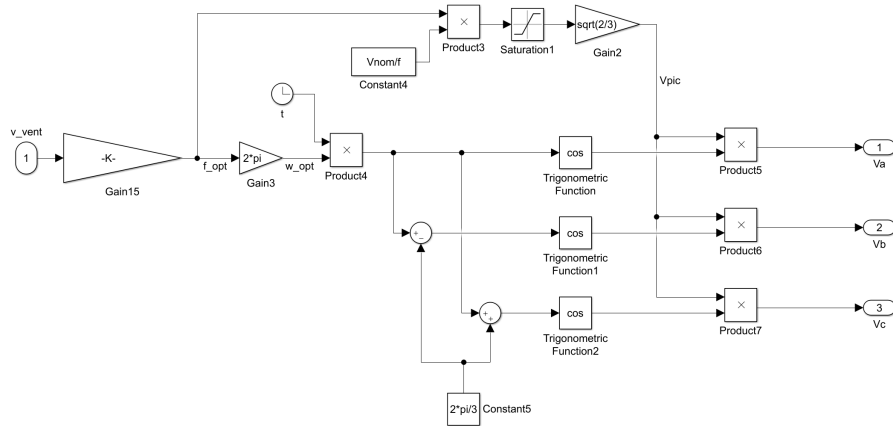 sqrt(2/3)
Product3
Saturation1
Gain2
Vnom/f
Constant4
Vpic
t
v_vent
1
-K-
Gain15
f_opt
2*pi
Gain3
w_opt
Product4
cos
Trigonometric
Function
Product5
1
Va
cos
Trigonometric
Function1
Product6
2
Vb
cos
Trigonometric
Function2
Product7
3
Vc
2*pi/3
Constant5